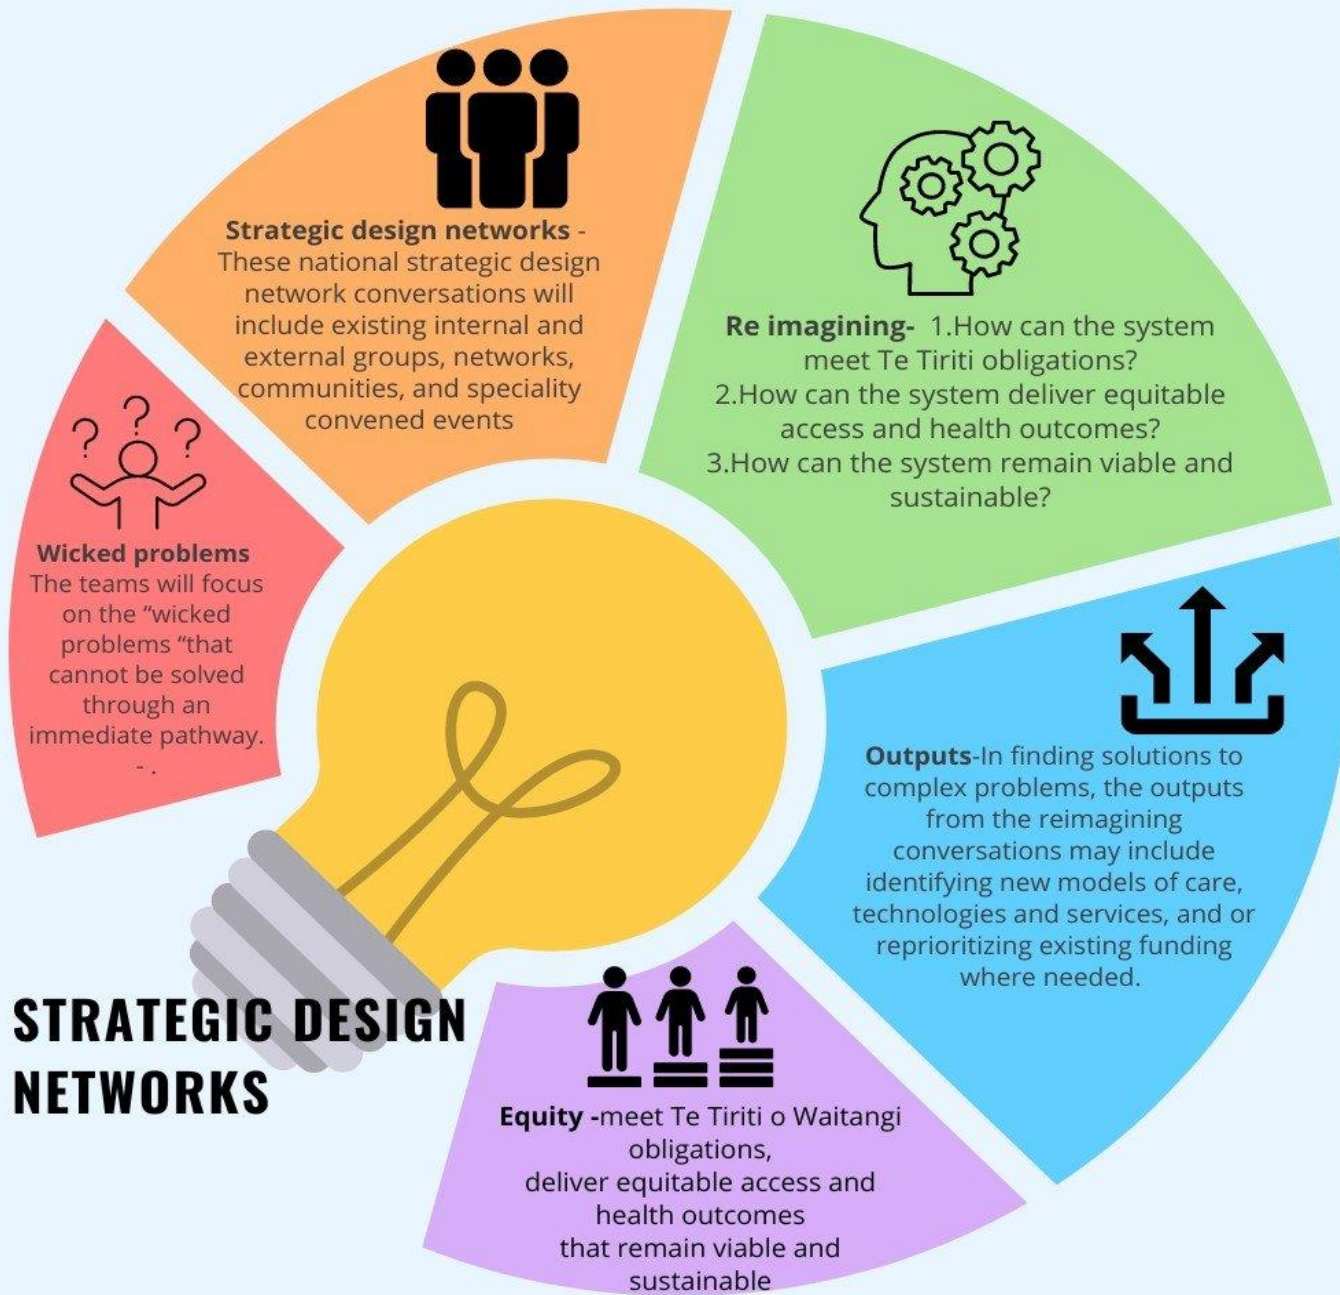 Strategic design networks -
These national strategic design
network conversations will
include existing internal and
external groups, networks,
communities, and speciality
convened events
Re imagining- 1.How can the system
meet Te Tiriti obligations?
2.How can the system deliver equitable
access and health outcomes?
3.How can the system remain viable and
sustainable?
? ? ?
Wicked problems
The teams will focus
on the “wicked
problems “that
cannot be solved
through an
immediate pathway.
- .
Outputs-In finding solutions to
complex problems, the outputs
from the reimagining
conversations may include
identifying new models of care,
technologies and services, and or
reprioritizing existing funding
where needed.
STRATEGIC DESIGN
NETWORKS
Equity -meet Te Tiriti o Waitangi
obligations,
deliver equitable access and
health outcomes
that remain viable and
sustainable